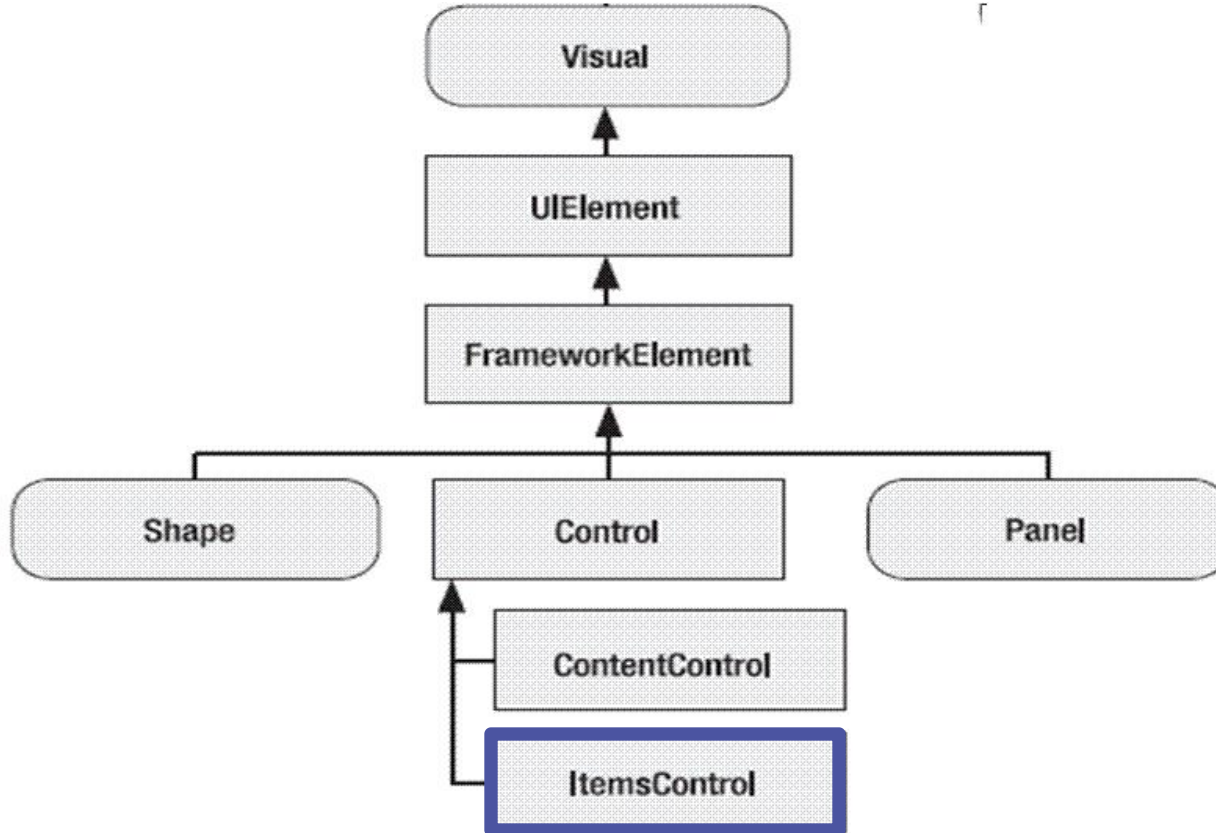 Visual
UIElement
FrameworkElement
Shape
Control
Panel
ContentControl
ItemsControl